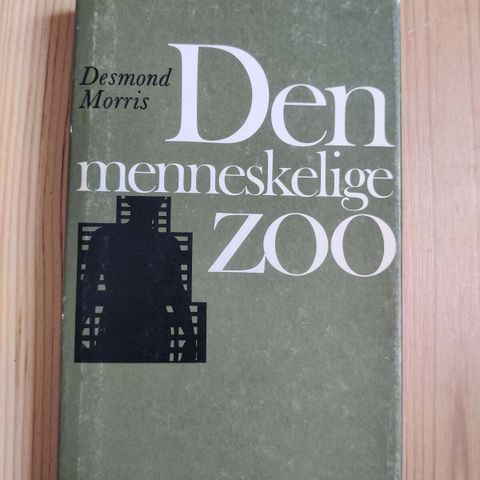 Desmond
Morris
Den
menneskelige
zoo